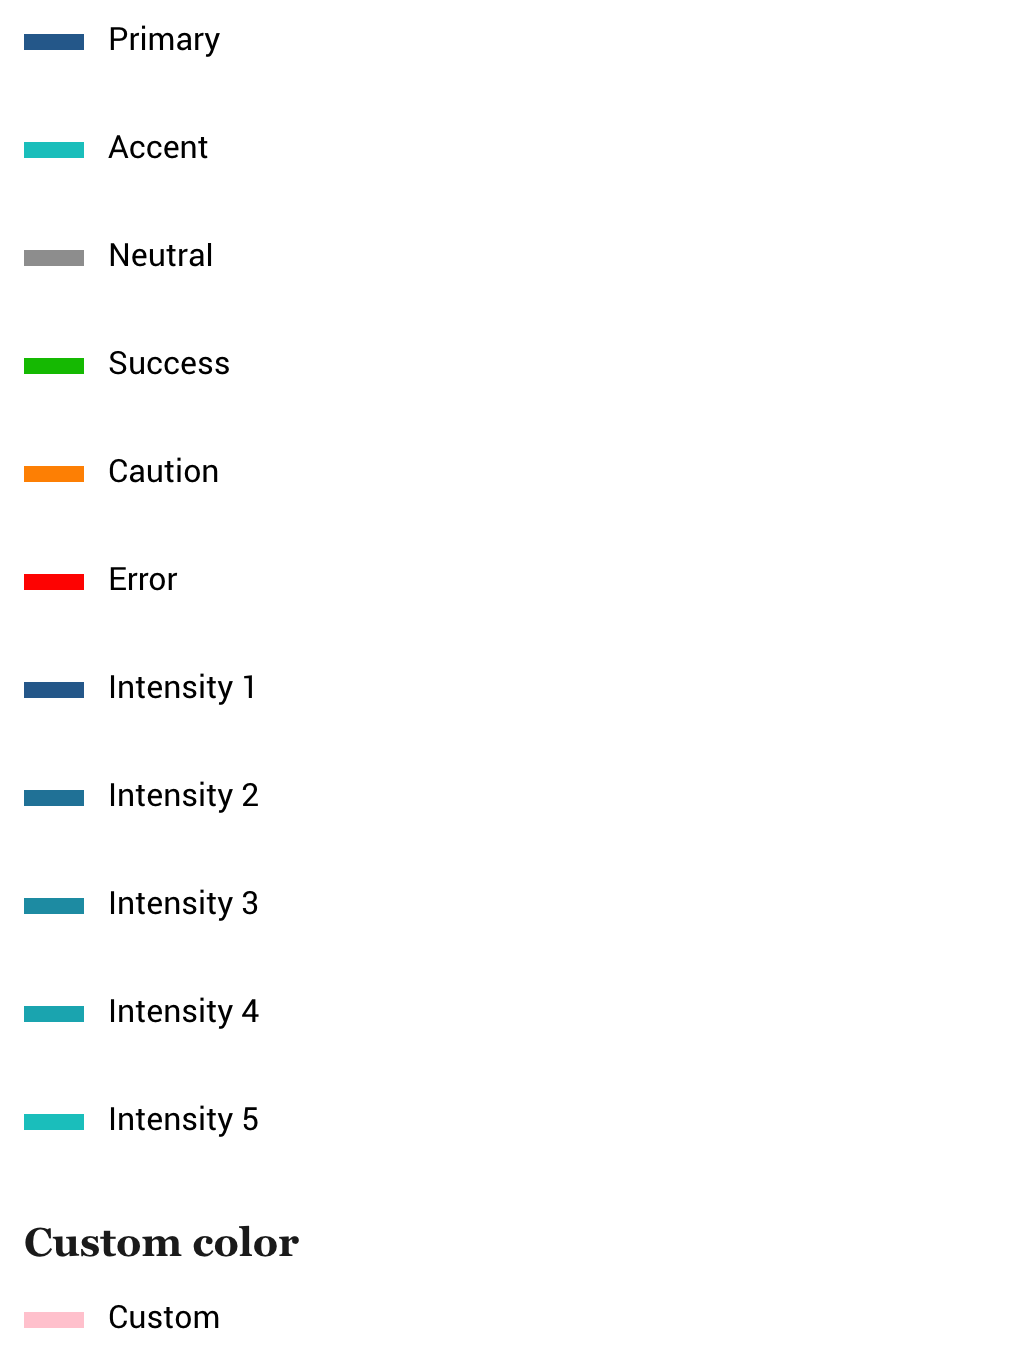 Primary
Accent
Neutral
Success
Caution
Error
Intensity 1
Intensity 2
Intensity 3
Intensity 4
Intensity 5
Custom color
Custom